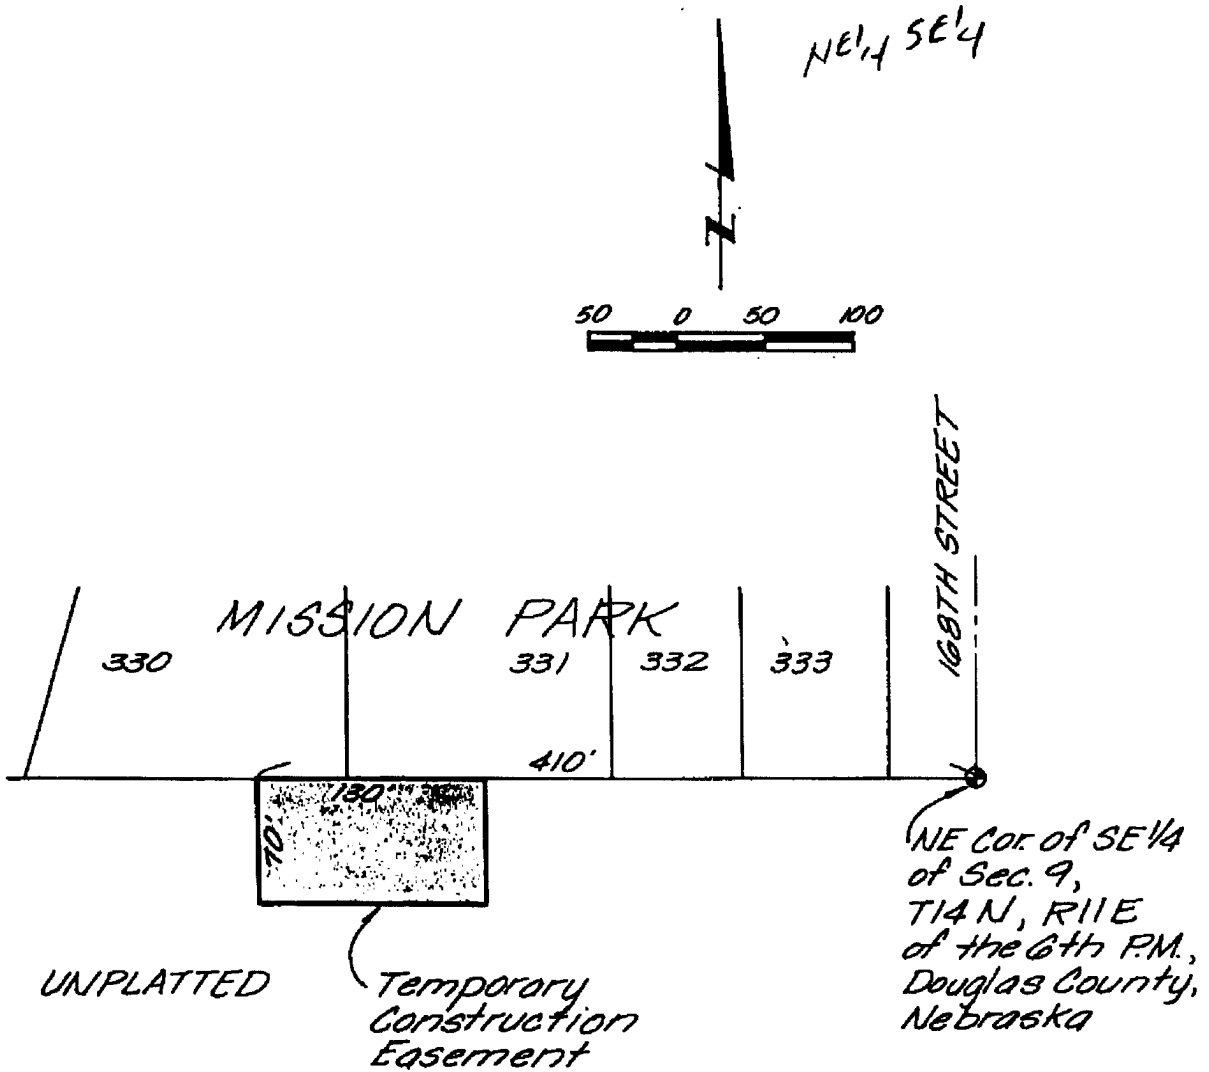 NE1/4 SE1/4
N
50 0 50 100
168TH STREET
MISSION PARK
330 331 332 333
410'
130'
70'
NE Cor. of SE 1/4
of Sec. 9,
T14N, R11E
of the 6th P.M.,
Douglas County,
Nebraska
UNPLATTED
Temporary
Construction
Easement